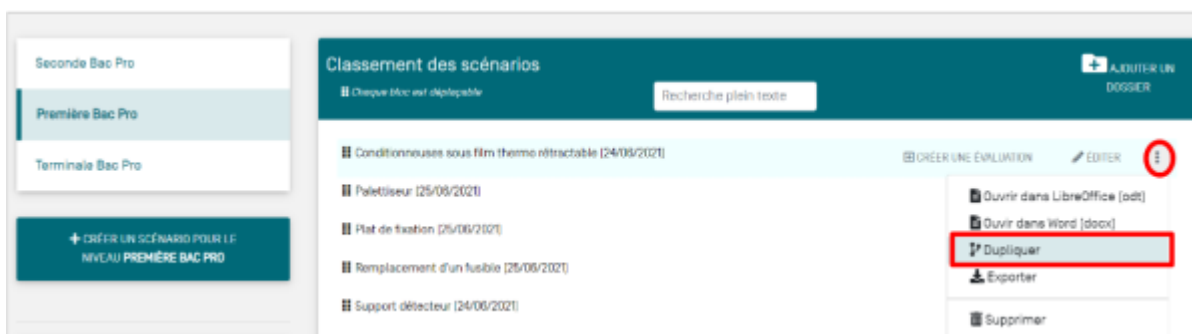 Seconde Bac Pro
Première Bac Pro
Terminale Bac Pro
+ CRÉER UN SCÉNARIO POUR LE
NIVEAU PREMIÈRE BAC PRO
Classement des scénarios
Chaque bloc est déplaçable
Recherche plein texte
AJOUTER UN
DOSSIER
Conditionneuses sous film thermo rétractable (24/06/2021)
CRÉER UNE ÉVALUATION
ÉDITER
Palettiseur (25/06/2021)
Plat de fixation (25/06/2021)
Remplacement d'un fusible (25/06/2021)
Support détecteur (24/06/2021)
Ouvrir dans LibreOffice [odt]
Ouvir dans Word [docx]
Dupliquer
Exporter
Supprimer